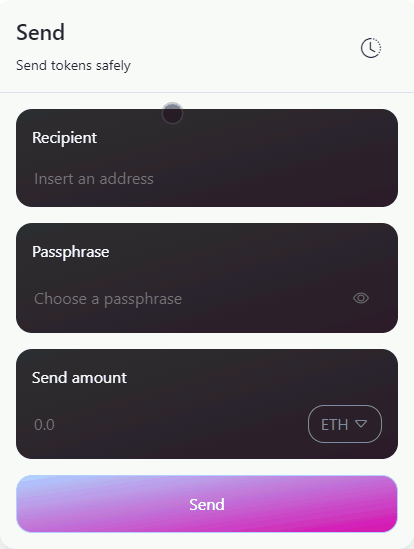 Send
Send tokens safely
Recipient
Insert an address
Passphrase
Choose a passphrase
Send amount
0.0
ETH
Send